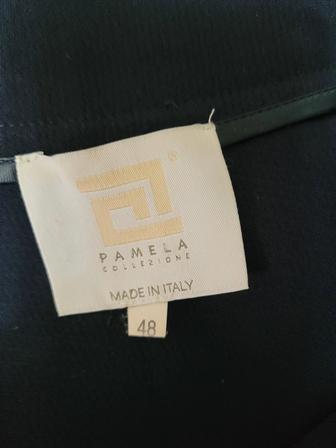 ®
PAMELA
COLLEZIONE
MADE IN ITALY
48